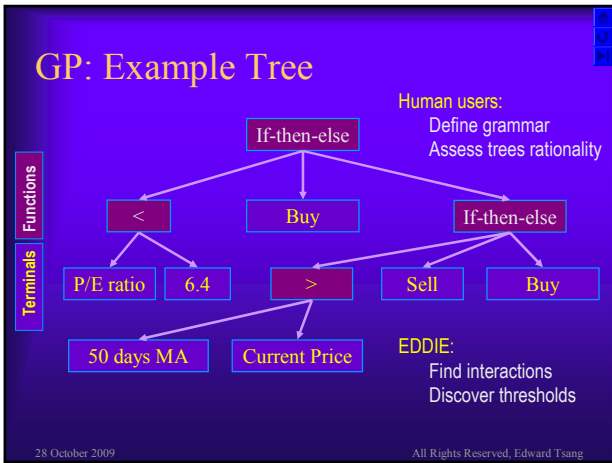 GP: Example Tree
Human users:
Define grammar
Assess trees rationality
If-then-else
Functions
<
Buy
If-then-else
Terminals
P/E ratio
6.4
>
Sell
Buy
50 days MA
Current Price
EDDIE:
Find interactions
Discover thresholds
28 October 2009
All Rights Reserved, Edward Tsang